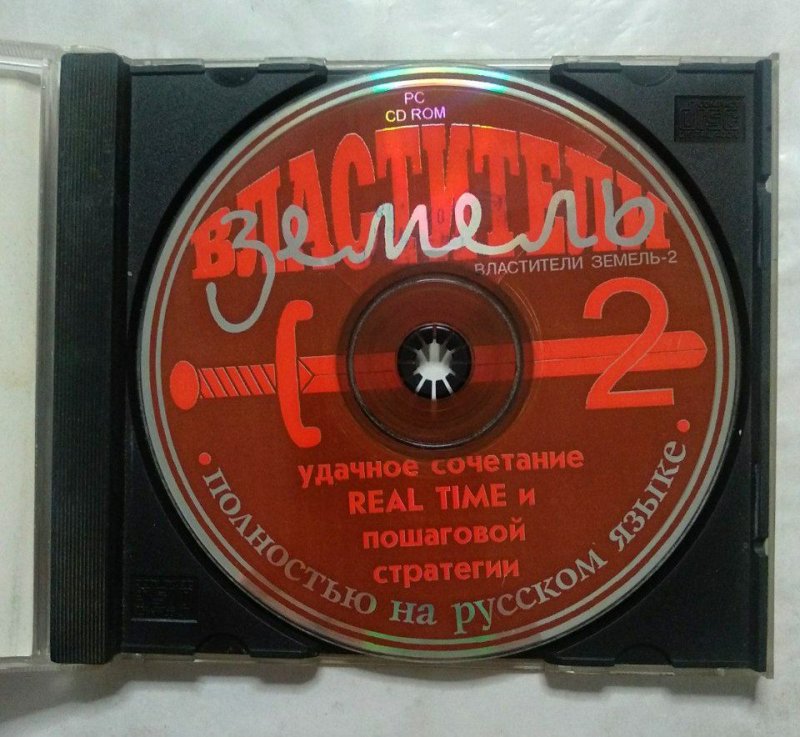 PC
CD ROM
ВЛАСТИТЕЛИ
земель
ВЛАСТИТЕЛИ ЗЕМЕЛЬ-2
2
удачное сочетание
REAL TIME и
пошаговой
стратегии
• полностью на русском языке •